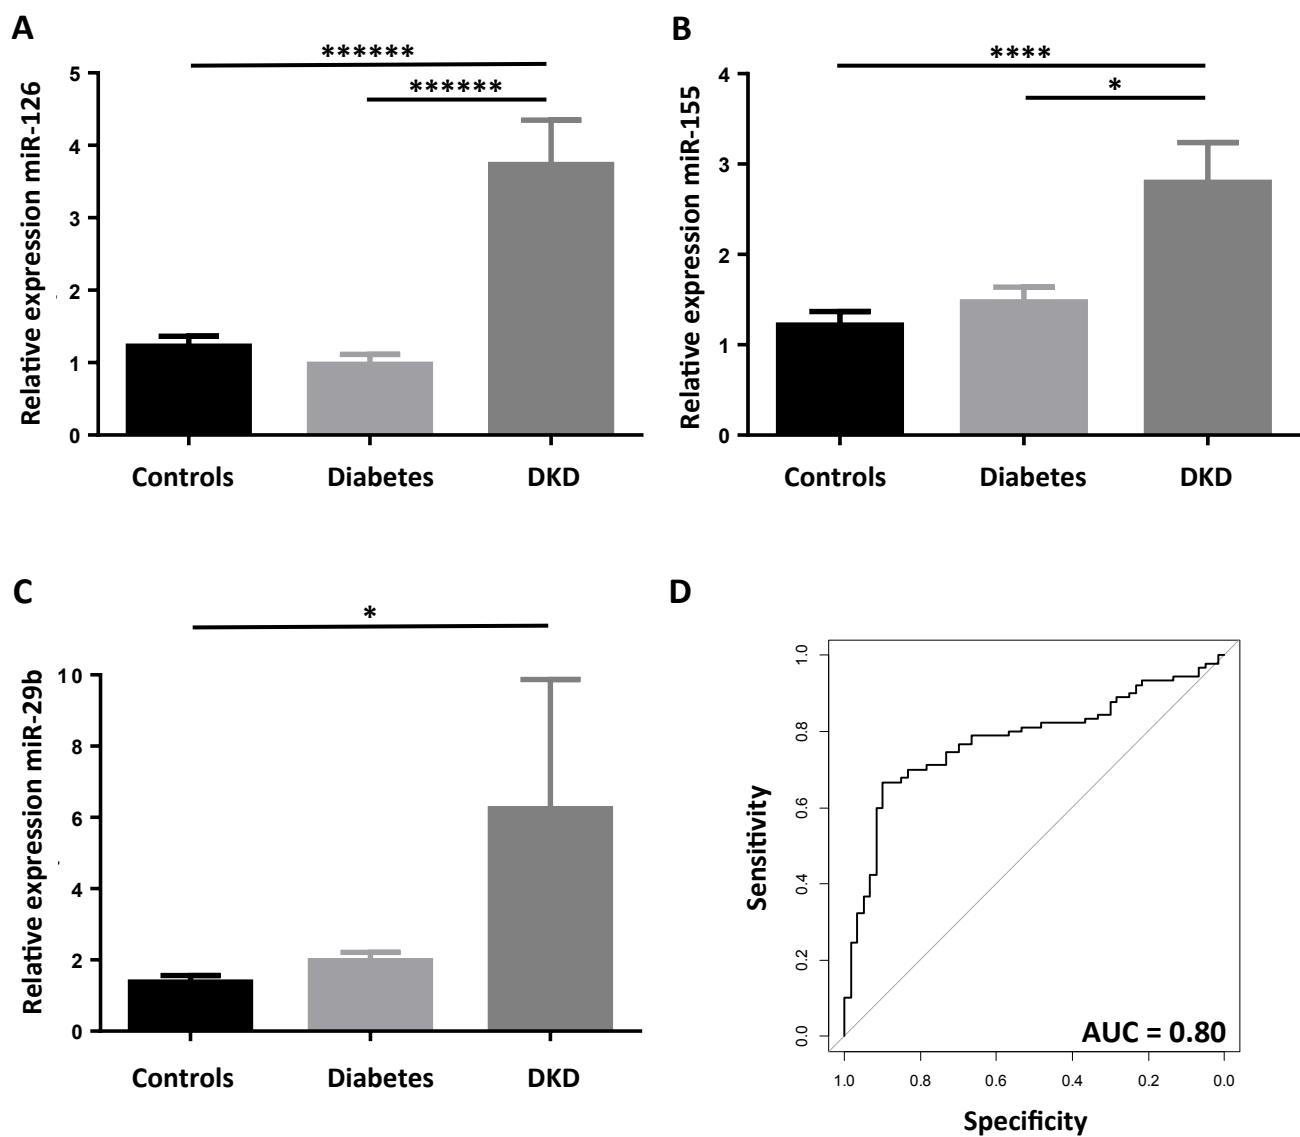 A
******
******
Relative expression miR-126
5
4
3
2
1
0
Controls Diabetes DKD
B
****
*
Relative expression miR-155
4
3
2
1
0
Controls Diabetes DKD
C
*
Relative expression miR-29b
10
8
6
4
2
0
Controls Diabetes DKD
D
Sensitivity
1.0
0.8
0.6
0.4
0.2
0.0
AUC = 0.80
1.0 0.8 0.6 0.4 0.2 0.0
Specificity